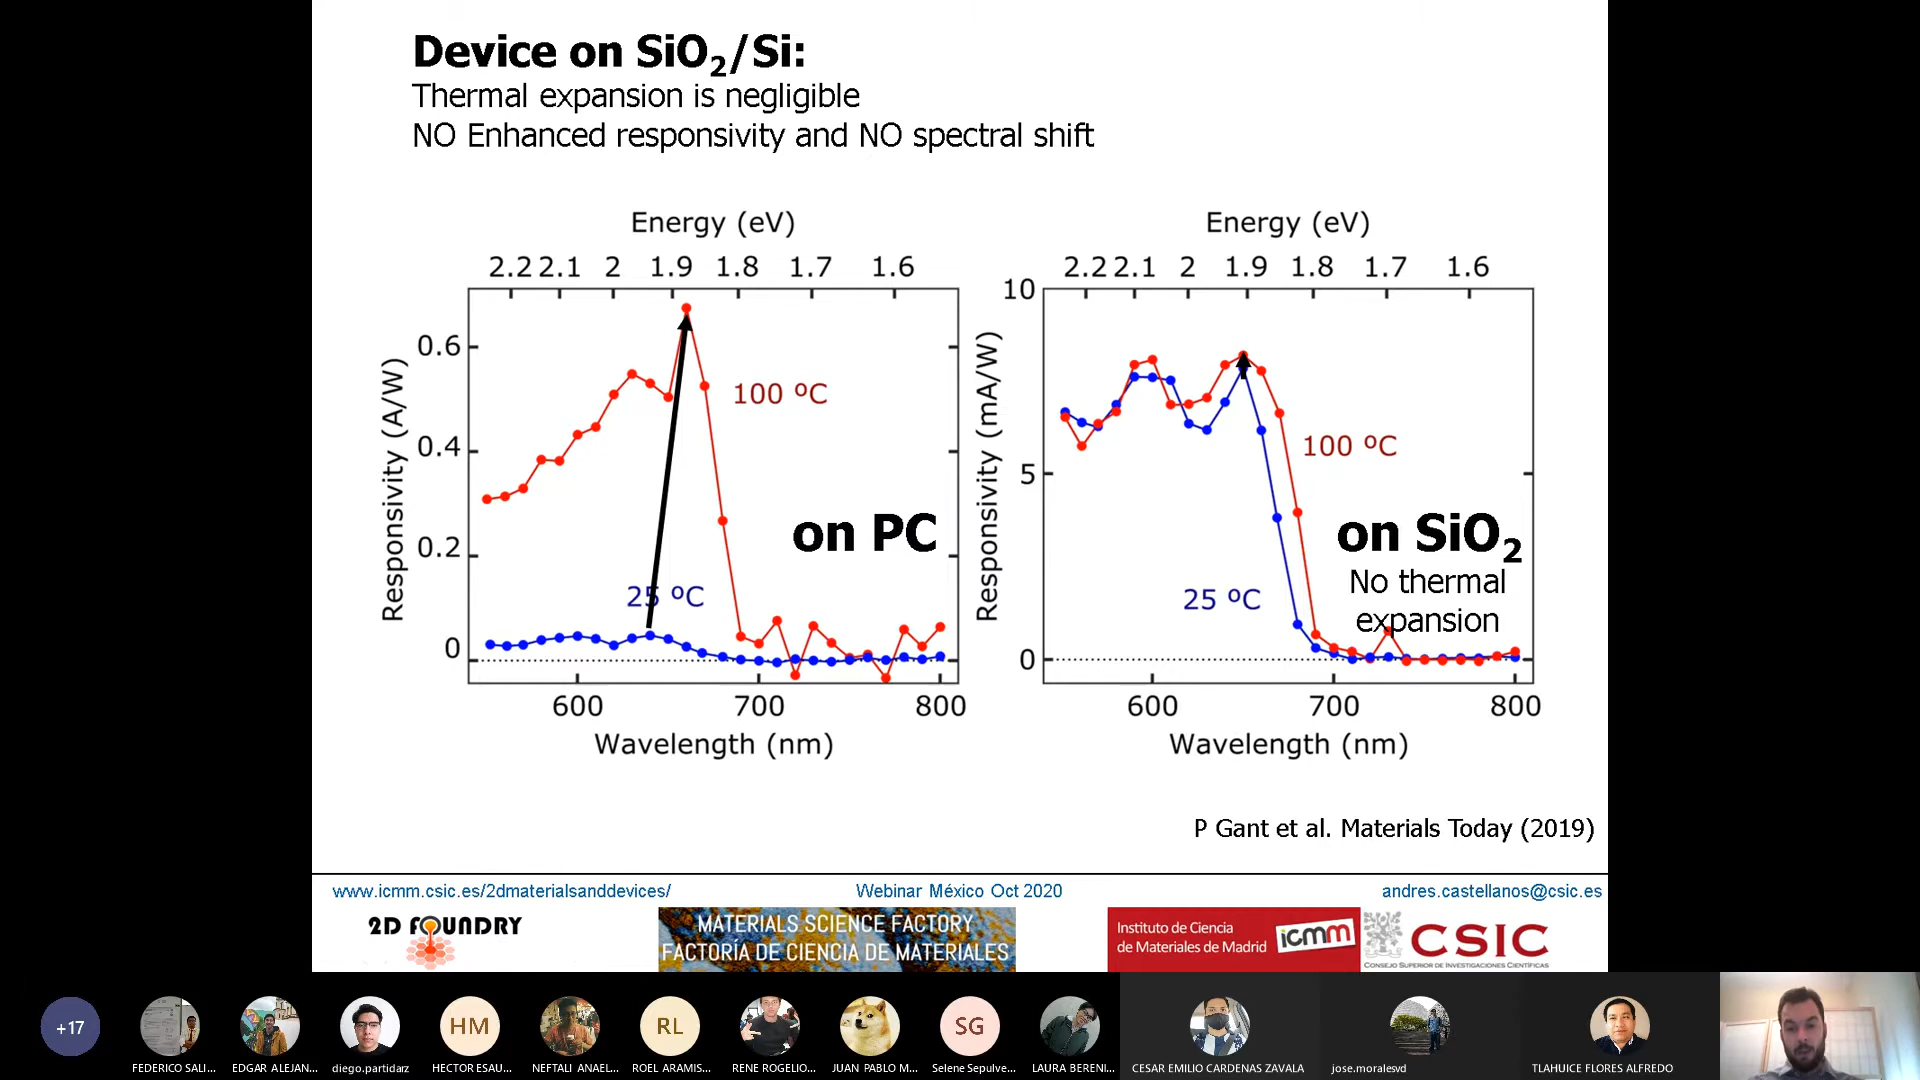 Device on SiO2/Si:
Thermal expansion is negligible
NO Enhanced responsivity and NO spectral shift
Energy (eV)
2.2 2.1 2 1.9 1.8 1.7 1.6
0.6
0.4
0.2
0
Responsivity (A/W)
100 ºC
on PC
25 ºC
600 700 800
Wavelength (nm)
Energy (eV)
2.2 2.1 2 1.9 1.8 1.7 1.6
10
5
0
Responsivity (mA/W)
100 ºC
on SiO2
No thermal
expansion
25 ºC
600 700 800
Wavelength (nm)
P Gant et al. Materials Today (2019)
www.icmm.csic.es/2dmaterialsanddevices/
Webinar México Oct 2020
andres.castellanos@csic.es
2D FOUNDRY
MATERIALS SCIENCE FACTORY
FACTORÍA DE CIENCIA DE MATERIALES
Instituto de Ciencia
de Materiales de Madrid
icmm
CSIC
CONSEJO SUPERIOR DE INVESTIGACIONES CIENTÍFICAS
+17
HM
RL
SG
FEDERICO SALI...
EDGAR ALEJAN...
diego.partidarz
HECTOR ESAU...
NEFTALI ANAEL...
ROEL ARAMIS...
RENE ROGELIO...
JUAN PABLO M...
Selene Sepulve...
LAURA BERENI...
CESAR EMILIO CARDENAS ZAVALA
jose.moralesvd
TLAHUICE FLORES ALFREDO